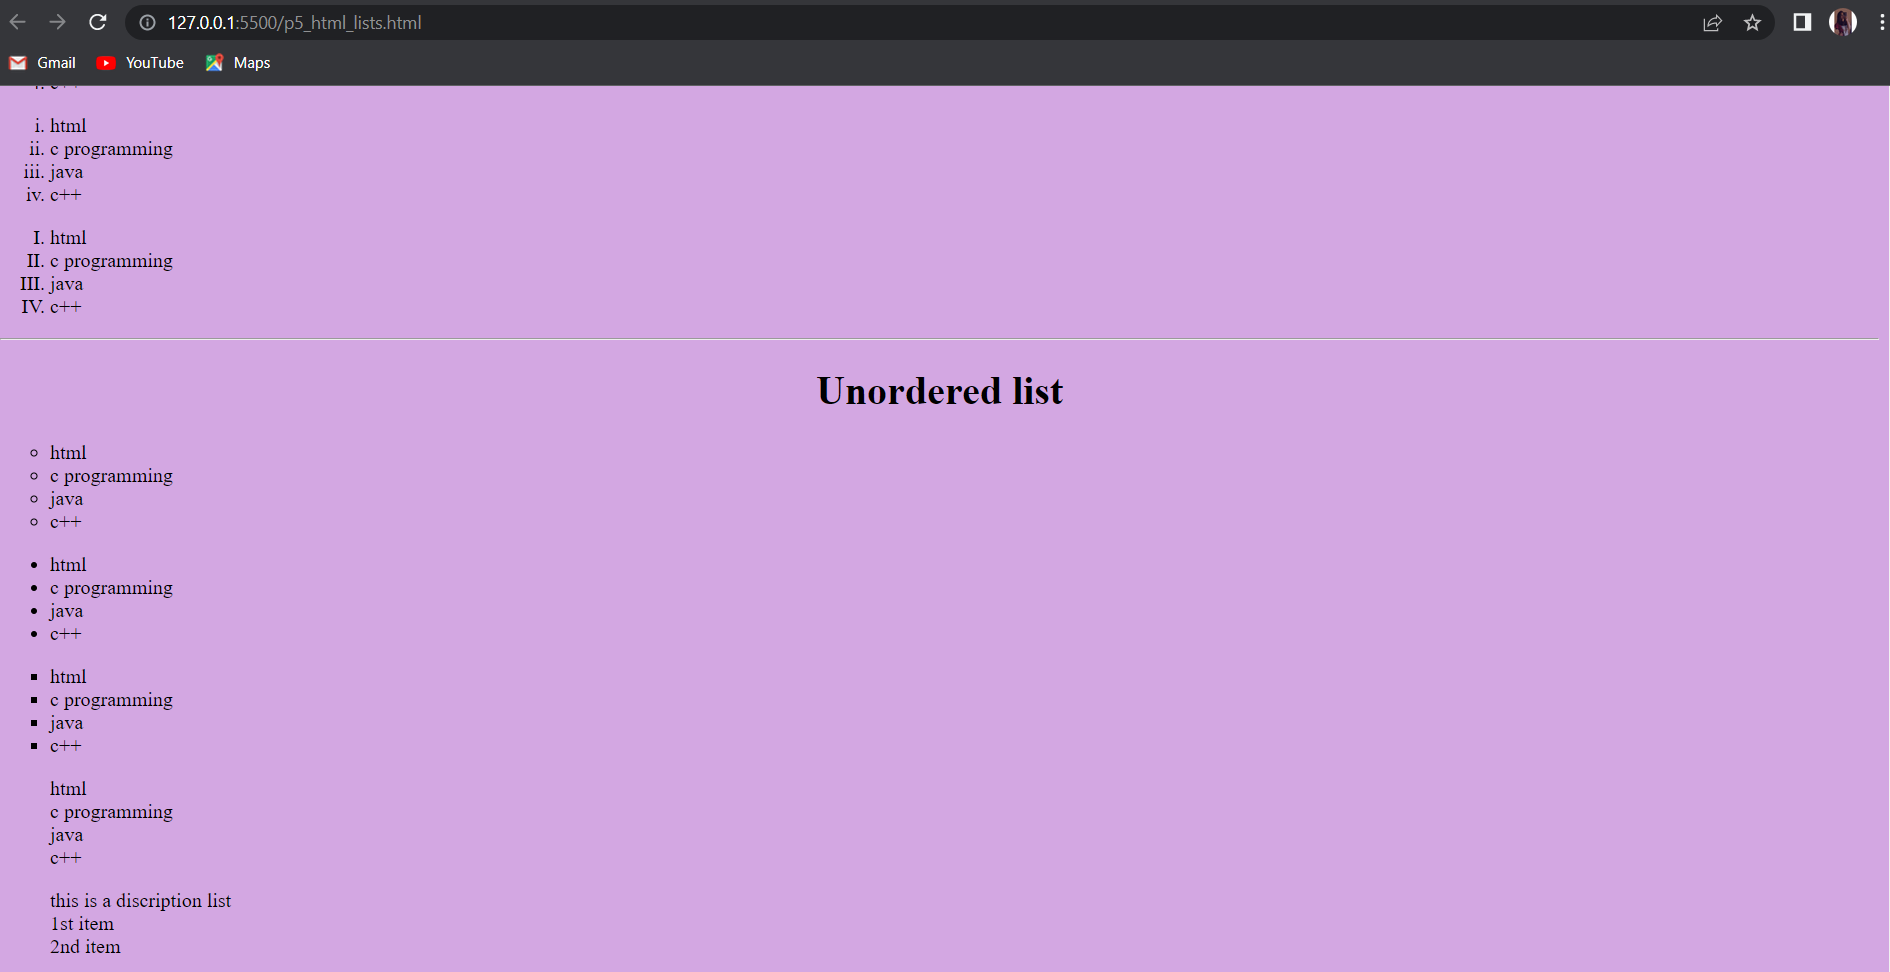 127.0.0.1:5500/p5_html_lists.html
Gmail YouTube Maps
i. html
ii. c programming
iii. java
iv. c++
I. html
II. c programming
III. java
IV. c++
Unordered list
html
c programming
java
c++
html
c programming
java
c++
html
c programming
java
c++
html
c programming
java
c++
this is a discription list
1st item
2nd item